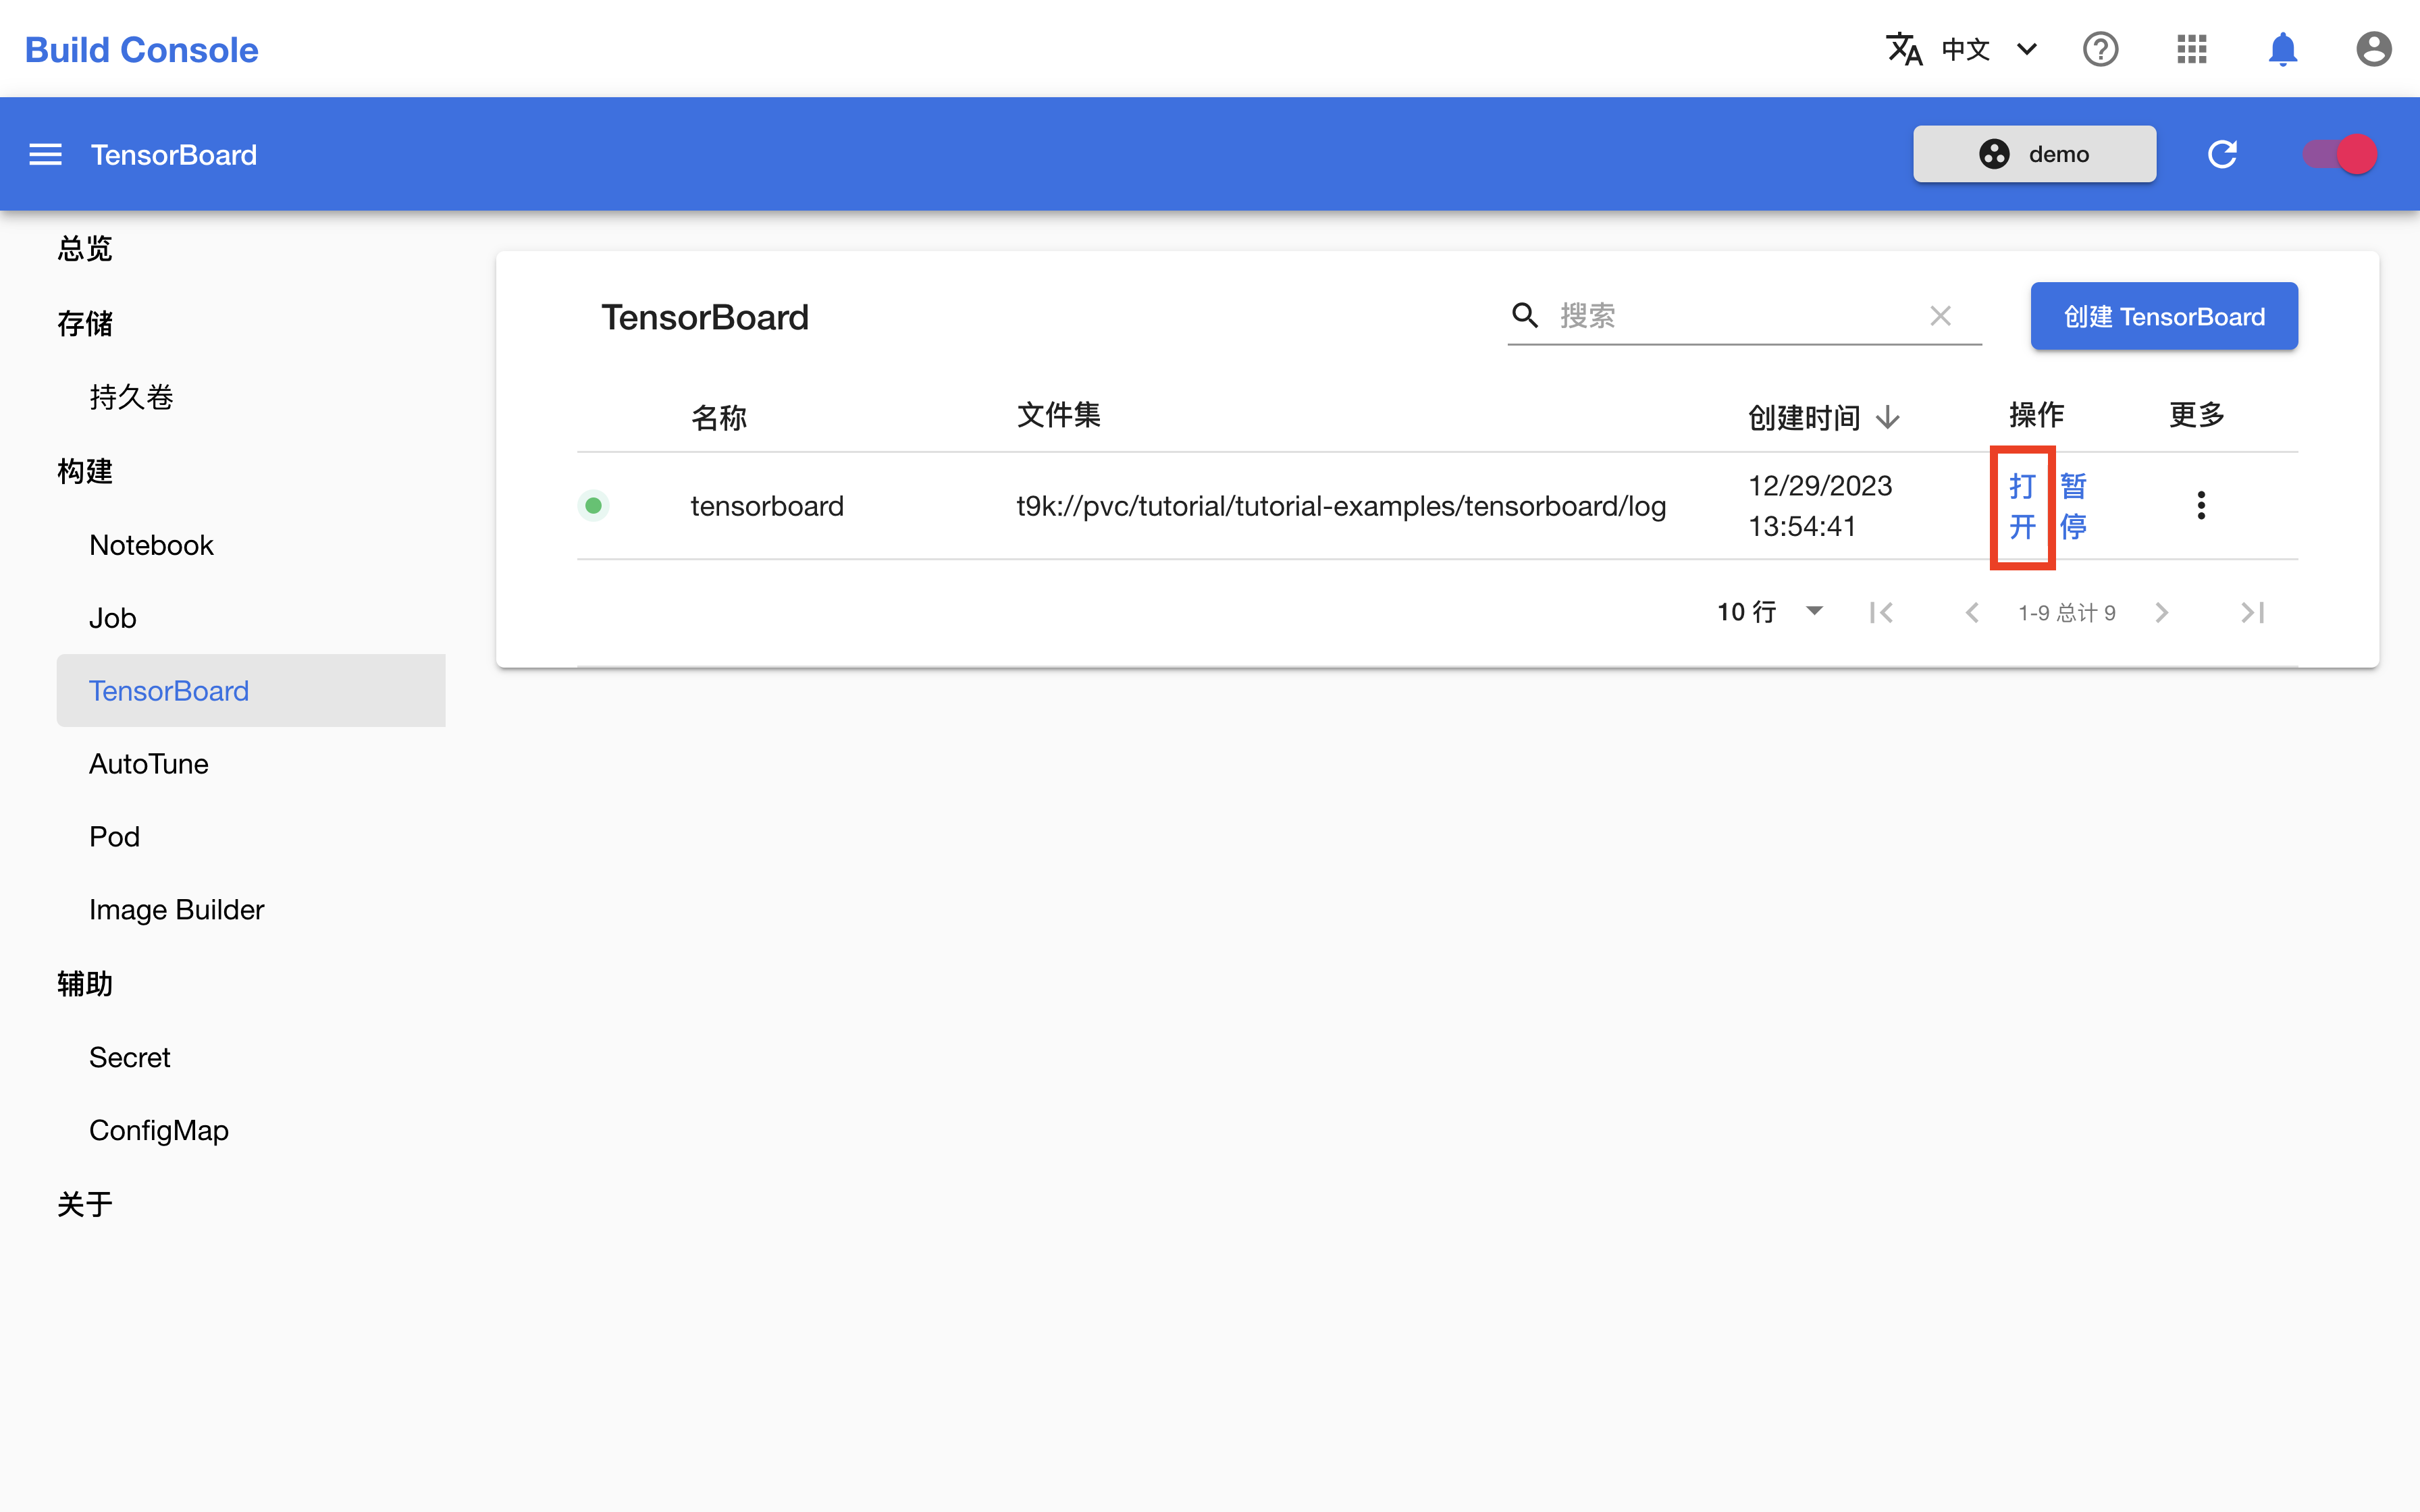 Build Console
中文
TensorBoard
demo
总览
存储
持久卷
构建
Notebook
Job
TensorBoard
AutoTune
Pod
Image Builder
辅助
Secret
ConfigMap
关于
TensorBoard
搜索
创建 TensorBoard
名称 文件集 创建时间 操作 更多
tensorboard t9k://pvc/tutorial/tutorial-examples/tensorboard/log 12/29/2023 13:54:41 打开 暂停
10 行 1-9 总计 9